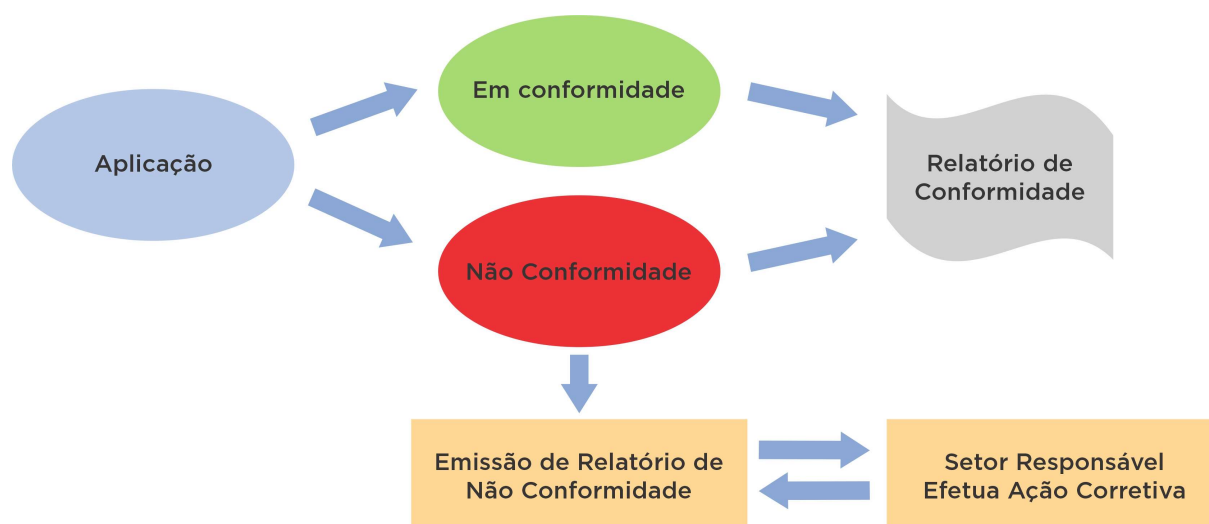 Em conformidade
Aplicação
Relatório de
Conformidade
Não Conformidade
Emissão de Relatório de
Não Conformidade
Setor Responsável
Efetua Ação Corretiva